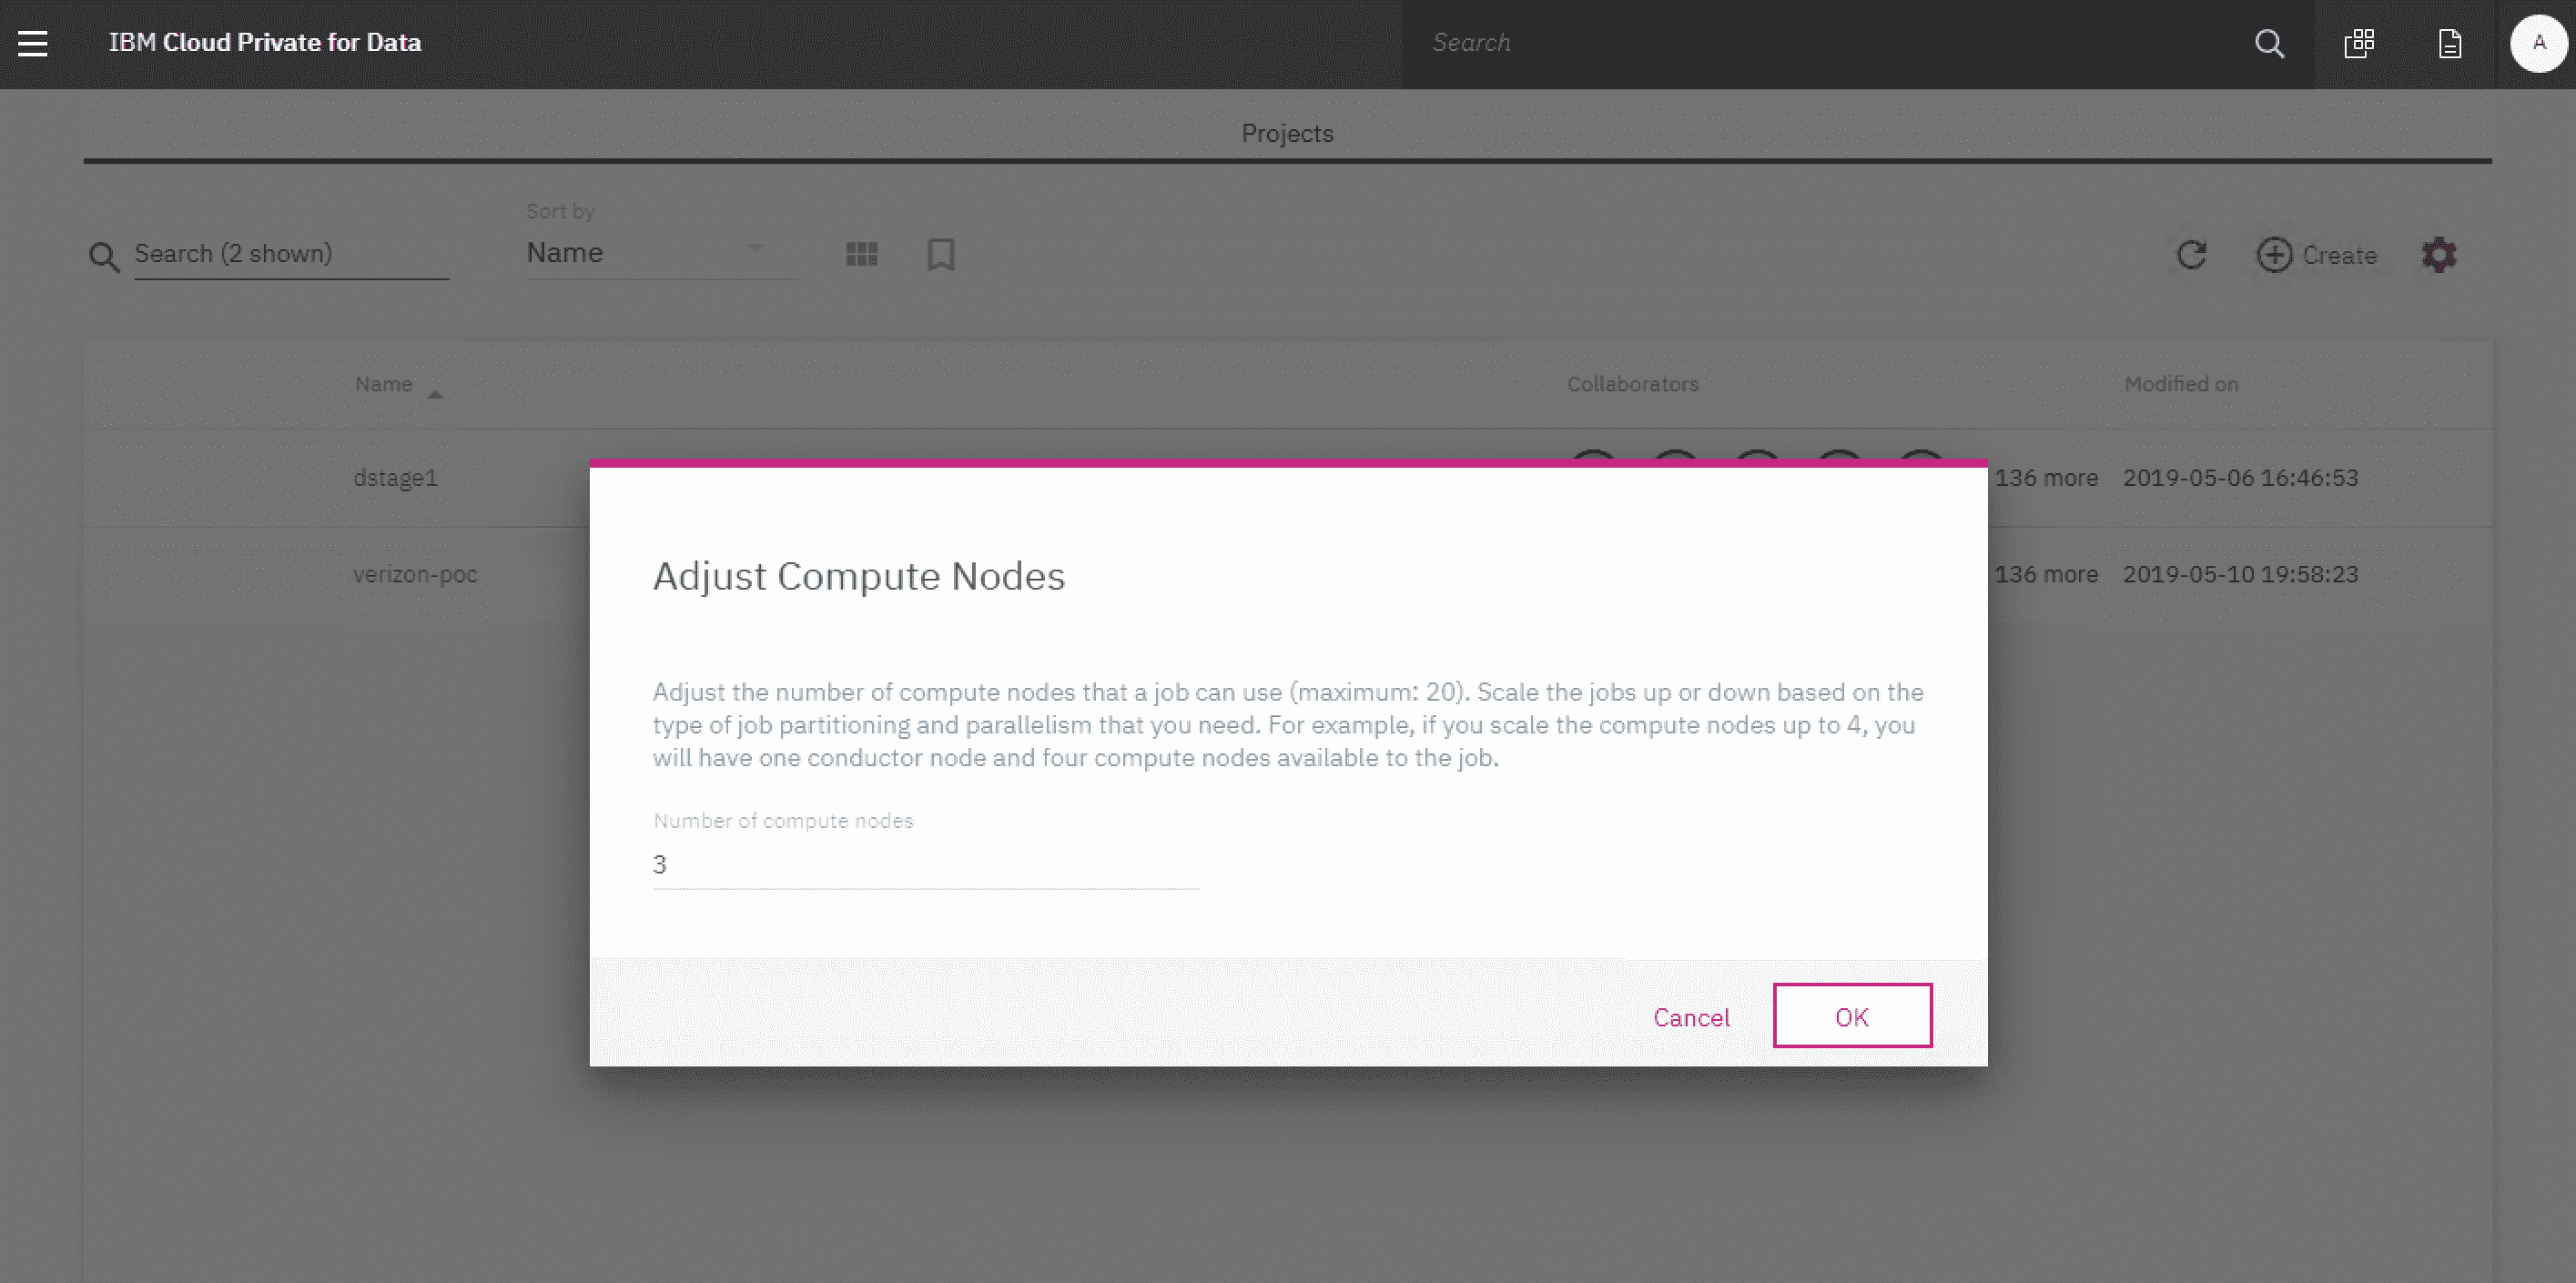 IBM Cloud Private for Data
Search
A
Projects
Sort by
Search (2 shown)
Name
Create
Name
Collaborators
Modified on
dstage1
136 more
2019-05-06 16:46:53
verizon-poc
136 more
2019-05-10 19:58:23
Adjust Compute Nodes
Adjust the number of compute nodes that a job can use (maximum: 20). Scale the jobs up or down based on the
type of job partitioning and parallelism that you need. For example, if you scale the compute nodes up to 4, you
will have one conductor node and four compute nodes available to the job.
Number of compute nodes
3
Cancel
OK